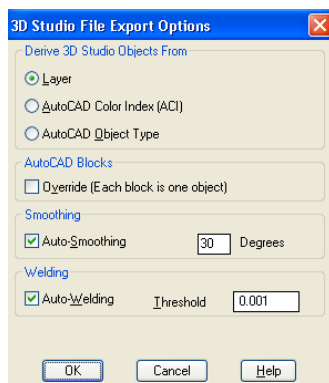 3D Studio File Export Options
Derive 3D Studio Objects From
Layer
AutoCAD Color Index (ACI)
AutoCAD Object Type
AutoCAD Blocks
Override (Each block is one object)
Smoothing
Auto-Smoothing 30 Degrees
Welding
Auto-Welding Threshold 0.001
OK Cancel Help